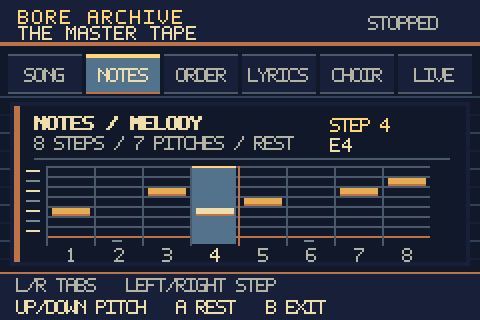 BORE ARCHIVE
THE MASTER TAPE
STOPPED
SONG NOTES ORDER LYRICS CHOIR LIVE
NOTES / MELODY
8 STEPS / 7 PITCHES / REST
STEP 4
E4
1 2 3 4 5 6 7 8
L/R TABS LEFT/RIGHT STEP
UP/DOWN PITCH A REST B EXIT